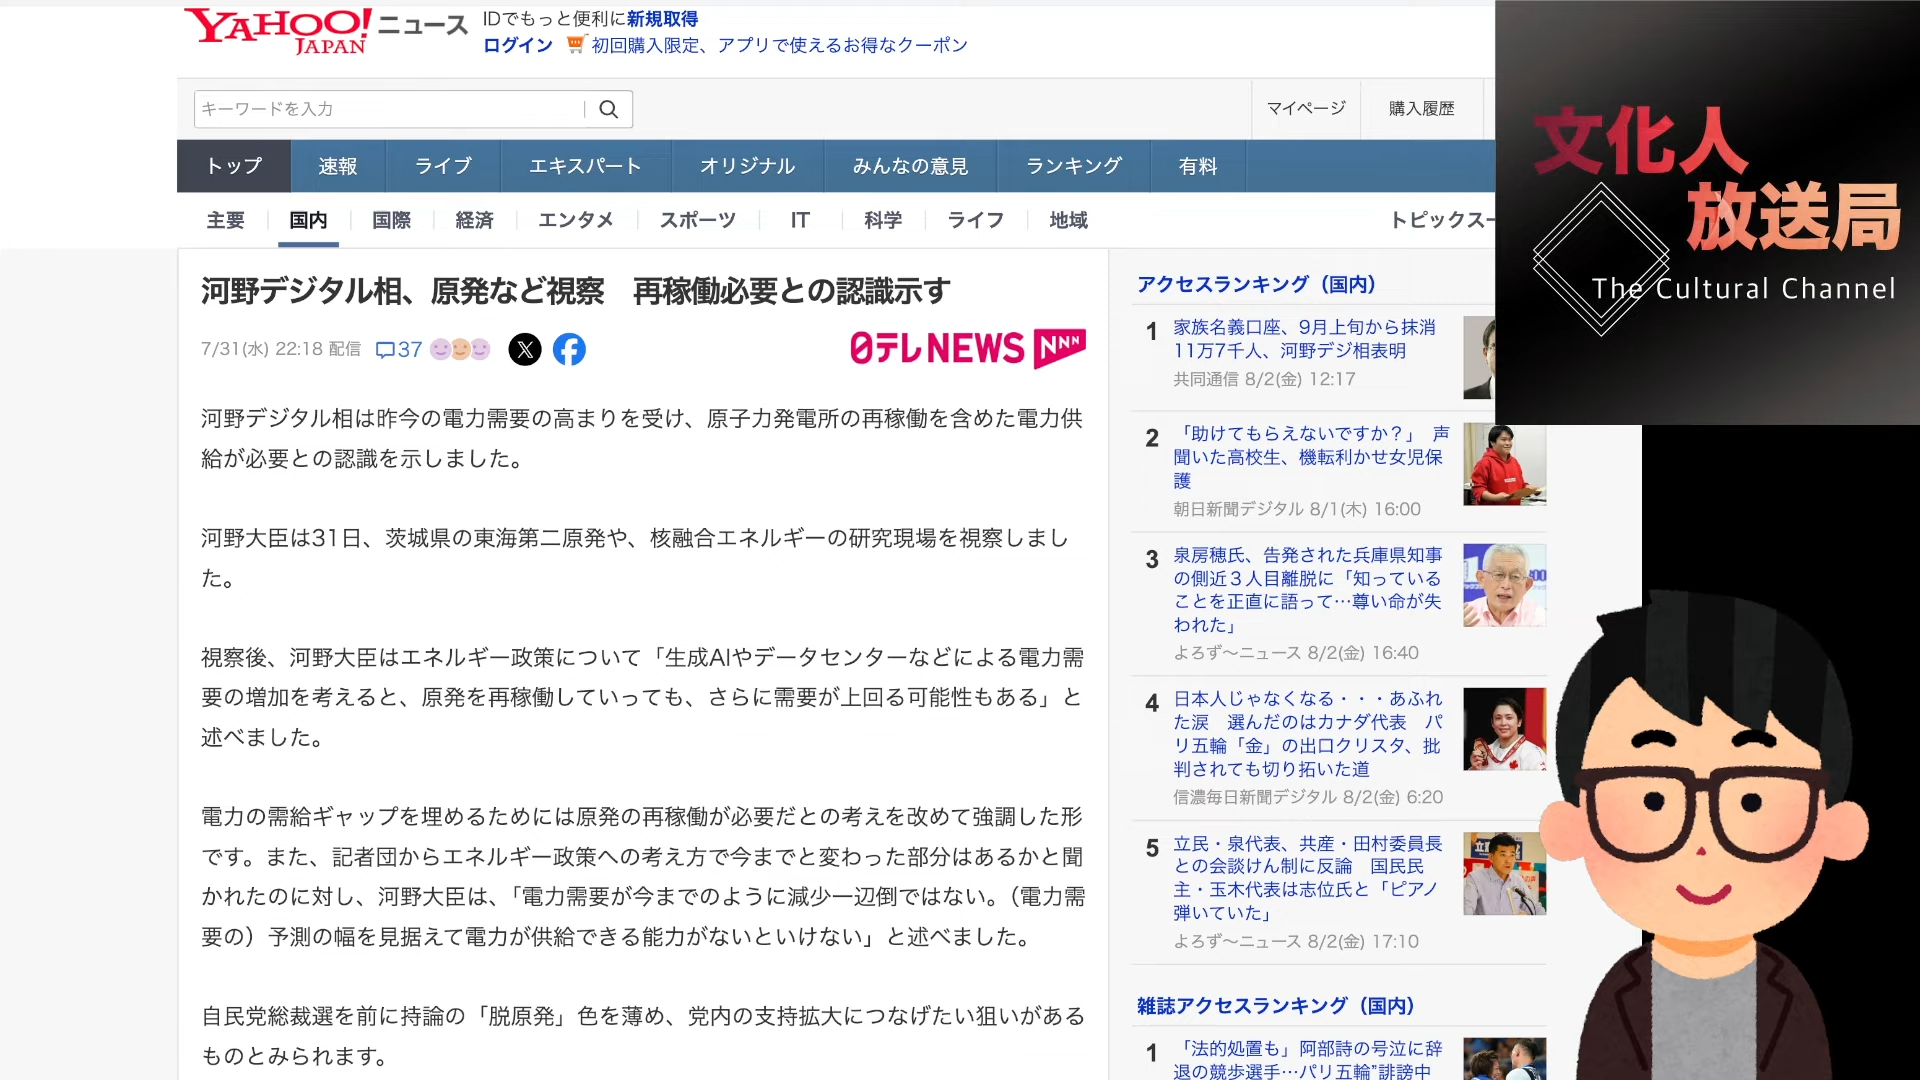 YAHOO! JAPAN ニュース
IDでもっと便利に新規取得
ログイン 初回購入限定、アプリで使えるお得なクーポン
キーワードを入力
マイページ
購入履歴
トップ 速報 ライブ エキスパート オリジナル みんなの意見 ランキング 有料
主要 国内 国際 経済 エンタメ スポーツ IT 科学 ライフ 地域
トピックス一
河野デジタル相、原発など視察　再稼働必要との認識示す
7/31(水) 22:18 配信 37
日テレNEWS NNN
河野デジタル相は昨今の電力需要の高まりを受け、原子力発電所の再稼働を含めた電力供
給が必要との認識を示しました。
河野大臣は31日、茨城県の東海第二原発や、核融合エネルギーの研究現場を視察しまし
た。
視察後、河野大臣はエネルギー政策について「生成AIやデータセンターなどによる電力需
要の増加を考えると、原発を再稼働していっても、さらに需要が上回る可能性もある」と
述べました。
電力の需給ギャップを埋めるためには原発の再稼働が必要だとの考えを改めて強調した形
です。また、記者団からエネルギー政策への考え方で今までと変わった部分はあるかと聞
かれたのに対し、河野大臣は、「電力需要が今までのように減少一辺倒ではない。（電力需
要の）予測の幅を見据えて電力が供給できる能力がないといけない」と述べました。
自民党総裁選を前に持論の「脱原発」色を薄め、党内の支持拡大につなげたい狙いがある
ものとみられます。
アクセスランキング（国内）
1
家族名義口座、9月上旬から抹消
11万7千人、河野デジ相表明
共同通信 8/2(金) 12:17
2
「助けてもらえないですか？」　声
聞いた高校生、機転利かせ女児保
護
朝日新聞デジタル 8/1(木) 16:00
3
泉房穂氏、告発された兵庫県知事
の側近３人目離脱に「知っている
ことを正直に語って…尊い命が失
われた」
よろず〜ニュース 8/2(金) 16:40
4
日本人じゃなくなる・・・あふれ
た涙　選んだのはカナダ代表　パ
リ五輪「金」の出口クリスタ、批
判されても切り拓いた道
信濃毎日新聞デジタル 8/2(金) 6:20
5
立民・泉代表、共産・田村委員長
との会談けん制に反論　国民民
主・玉木代表は志位氏と「ピアノ
弾いていた」
よろず〜ニュース 8/2(金) 17:10
雑誌アクセスランキング（国内）
1
「法的処置も」阿部詩の号泣に辞
退の競歩選手…パリ五輪”誹謗中
文化人
放送局
The Cultural Channel